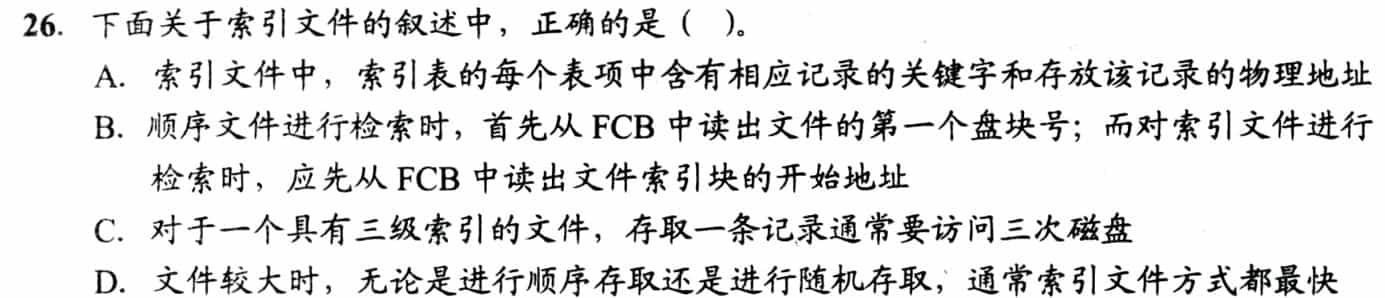 26. 下面关于索引文件的叙述中，正确的是（ ）。
A. 索引文件中，索引表的每个表项中含有相应记录的关键字和存放该记录的物理地址
B. 顺序文件进行检索时，首先从 FCB 中读出文件的第一个盘块号；而对索引文件进行
检索时，应先从 FCB 中读出文件索引块的开始地址
C. 对于一个具有三级索引的文件，存取一条记录通常要访问三次磁盘
D. 文件较大时，无论是进行顺序存取还是进行随机存取，通常索引文件方式都最快